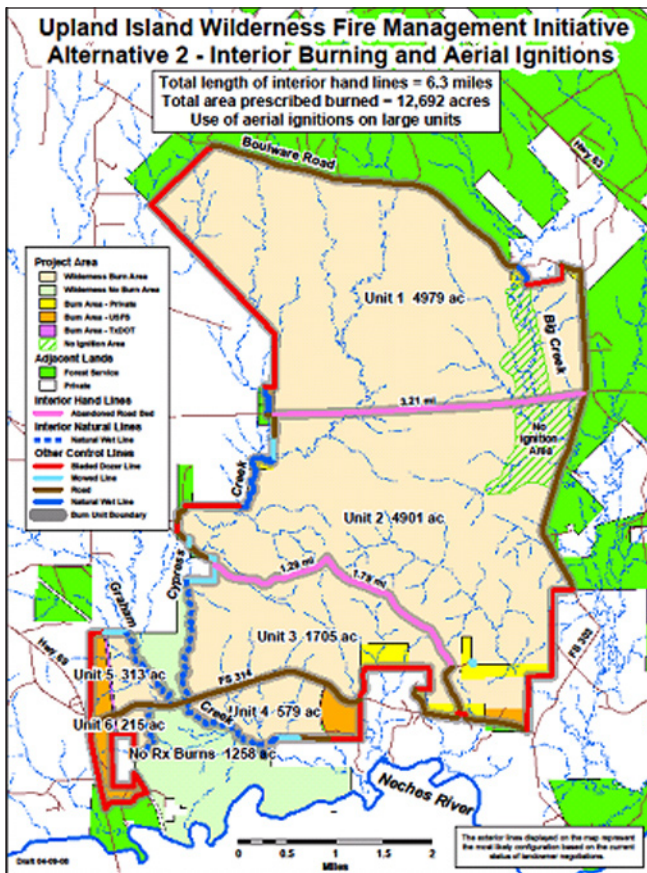 Upland Island Wilderness Fire Management Initiative
Alternative 2 - Interior Burning and Aerial Ignitions
Total length of interior hand lines = 6.3 miles
Total area prescribed burned = 12,692 acres
Use of aerial ignitions on large units
Boulware Road
Hwy 63
Project Area
Wilderness Burn Area
Wilderness No Burn Area
Burn Area - Private
Burn Area - USFS
Burn Area - TxDOT
No Ignition Area
Adjacent Lands
Forest Service
Private
Interior Hand Lines
Abandoned Road Bed
Interior Natural Lines
Natural Wet Line
Other Control Lines
Bladed Dozer Line
Mowed Line
Road
Natural Wet Line
Burn Unit Boundary
Unit 1 4979 ac
Big Creek
3.21 mi
No
Ignition
Area
Creek
Unit 2 4901 ac
Cypress
1.29 mi
1.78 mi
Graham
Unit 3 1705 ac
FS 314
FS 303
Hwy 69
Unit 5 313 ac
Unit 4 579 ac
Unit 6 215 ac
Creek
No Rx Burns 1258 ac
Neches River
0 0.5 1 2
Miles
The exterior lines displayed on the map represent
the most likely configuration based on the current
status of landowner negotiations.